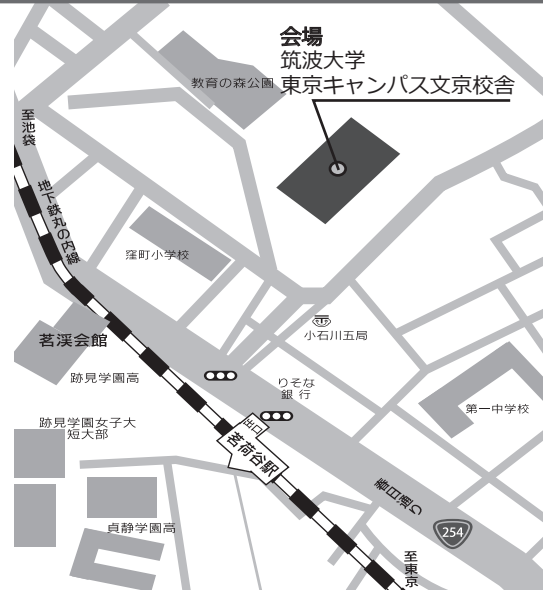 会場
筑波大学
東京キャンパス文京校舎
教育の森公園
至池袋
地下鉄丸の内線
窪町小学校
茗渓会館
小石川五局
跡見学園高
りそな
銀行
第一中学校
跡見学園女子大
短大部
出口
茗荷谷駅
春日通り
254
貞静学園高
至東京